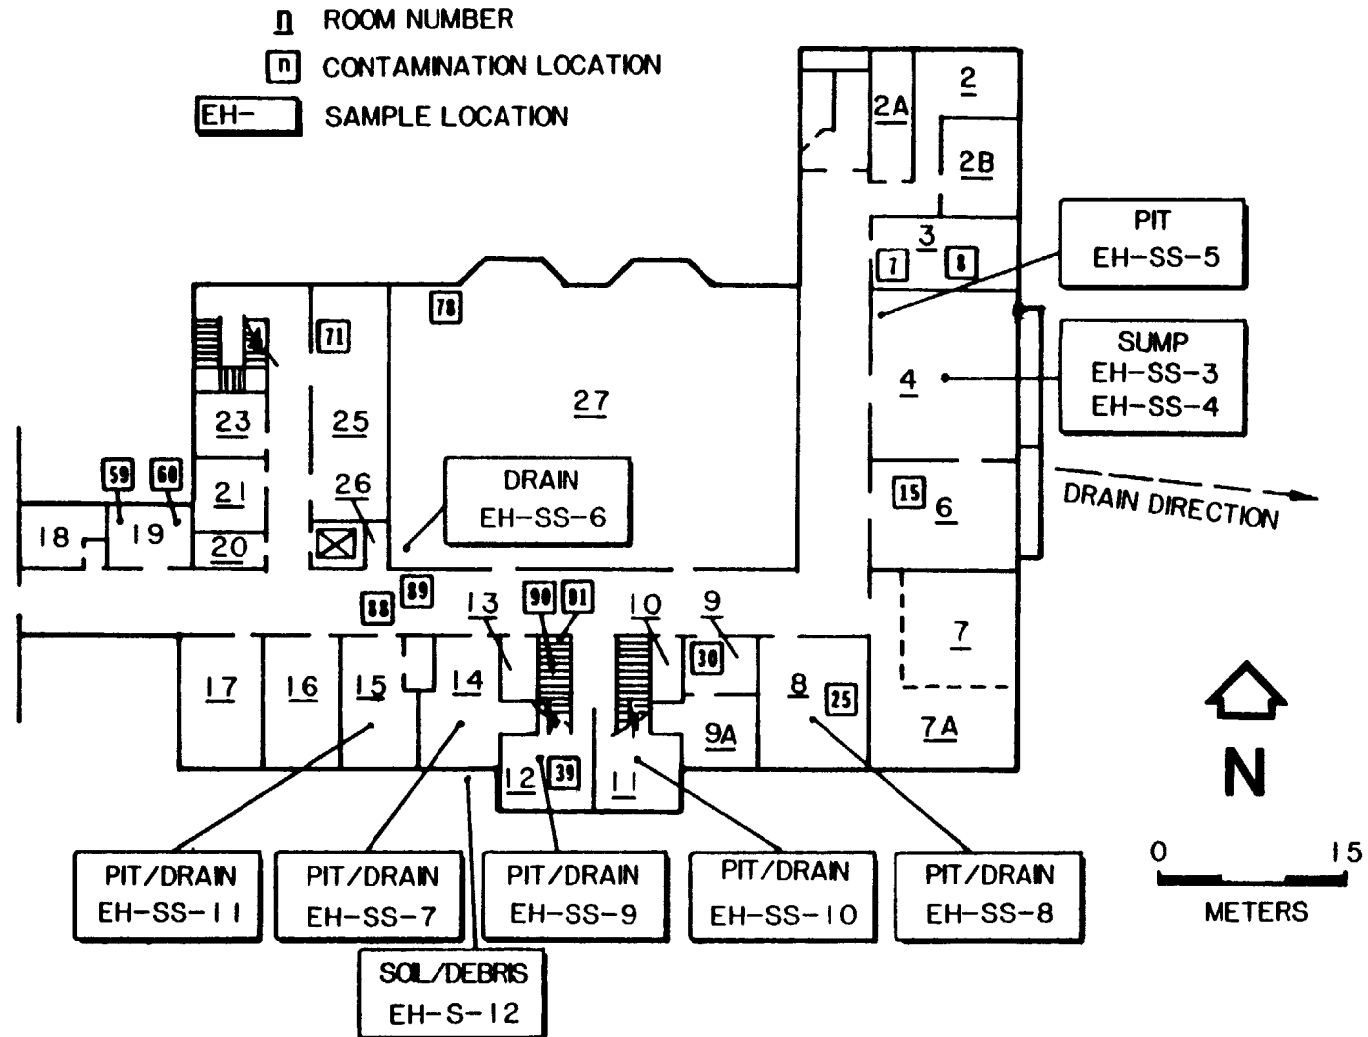 n ROOM NUMBER
n CONTAMINATION LOCATION
EH- SAMPLE LOCATION
2
2A
2B
3
7
8
PIT
EH-SS-5
78
71
SUMP
EH-SS-3
EH-SS-4
4
27
23
25
59
60
21
26
DRAIN
EH-SS-6
15
6
DRAIN DIRECTION
18
19
20
88
89
13
90
91
10
9
7
30
17
16
15
14
8
25
9A
7A
12
39
11
N
0 15
METERS
PIT/DRAIN
EH-SS-11
PIT/DRAIN
EH-SS-7
PIT/DRAIN
EH-SS-9
PIT/DRAIN
EH-SS-10
PIT/DRAIN
EH-SS-8
SOIL/DEBRIS
EH-S-12